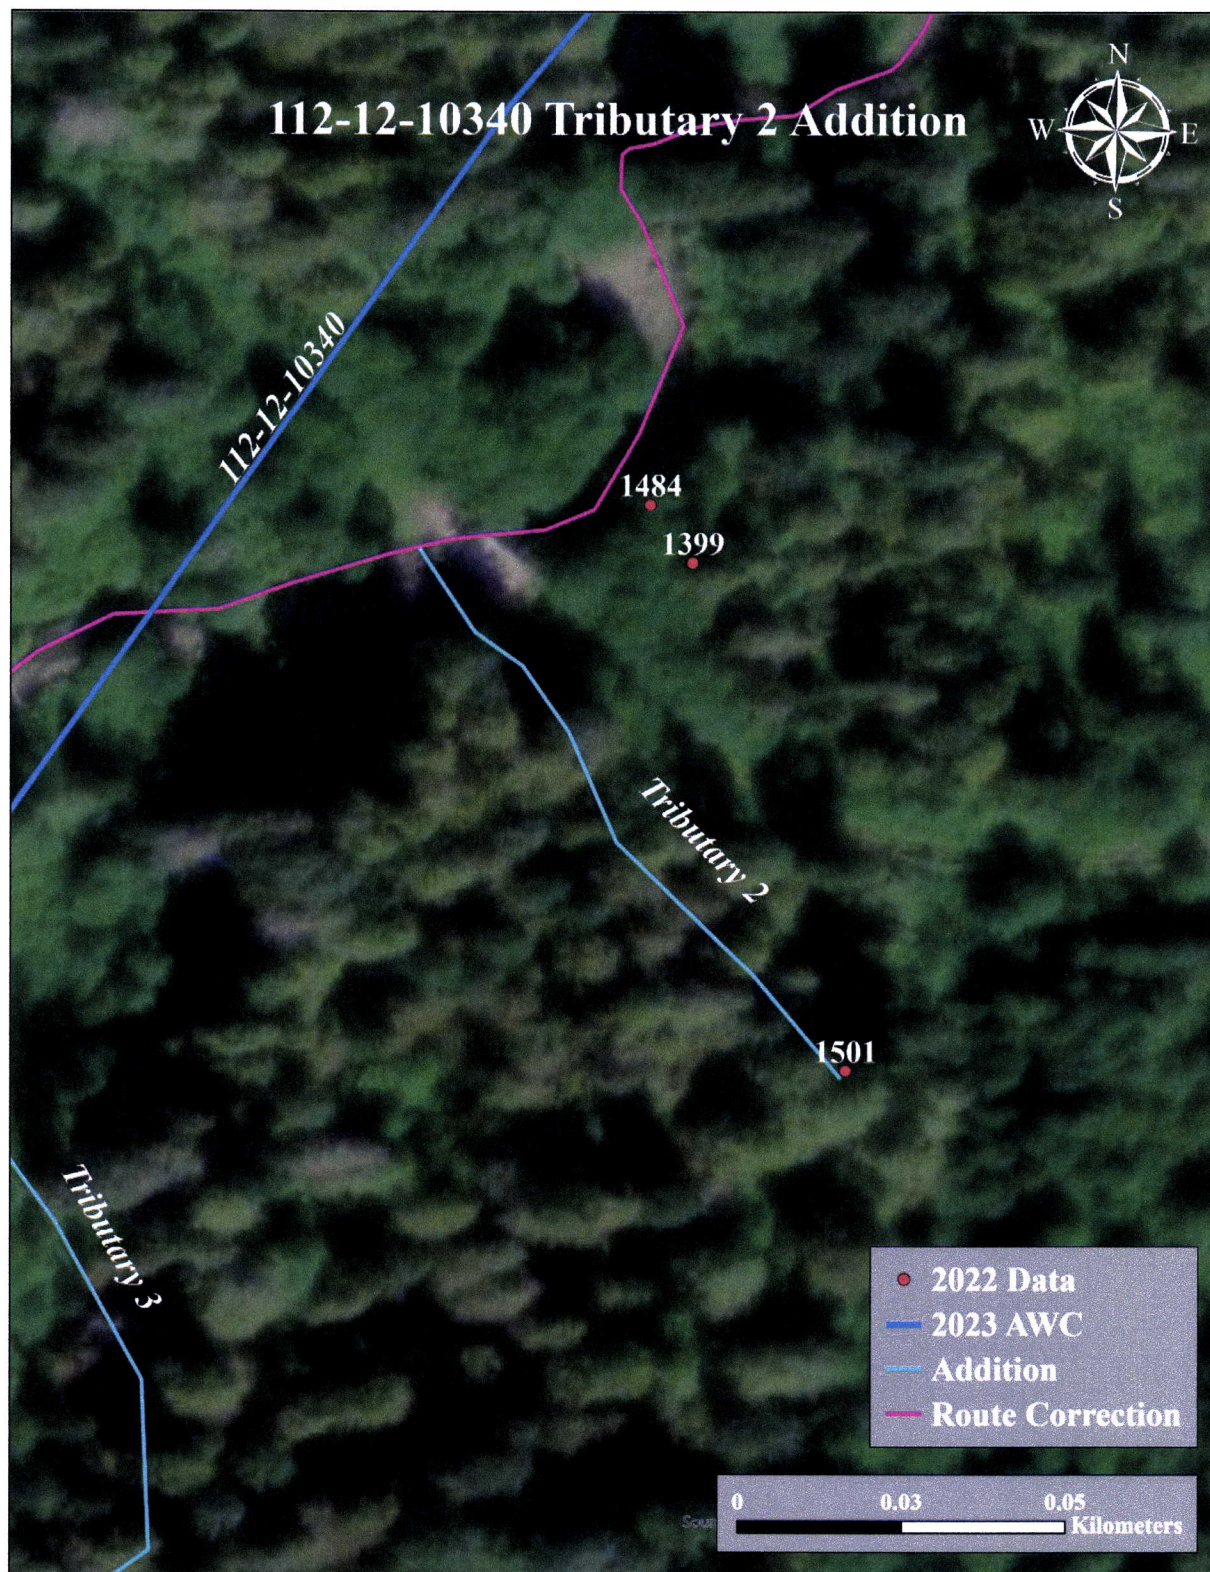 N
112-12-10340 Tributary 2 Addition
W E
S
112-12-10340
1484
1399
Tributary 2
1501
Tributary 3
2022 Data
2023 AWC
Addition
Route Correction
0 0.03 0.05
Kilometers